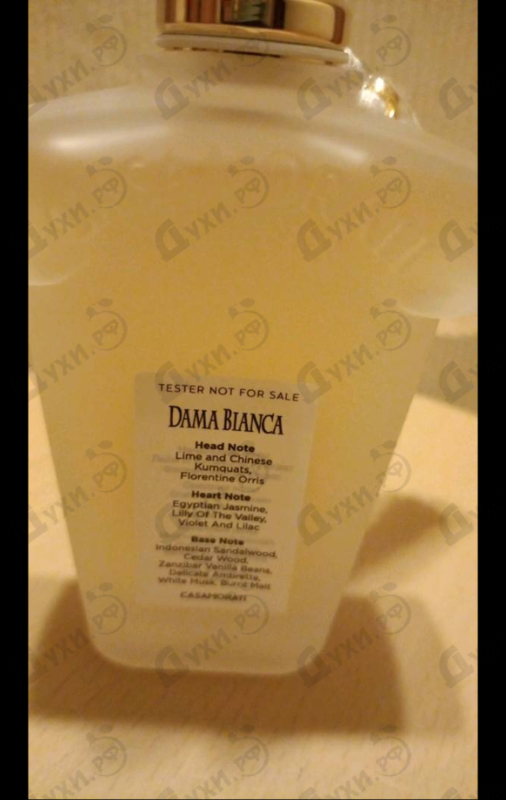 TESTER NOT FOR SALE
DAMA BIANCA
Head Note
Lime and Chinese
Kumquats,
Florentine Orris
Heart Note
Egyptian Jasmine,
Lilly Of The Valley,
Violet And Lilac
Base Note
Indonesian Sandalwood,
Cedar Wood,
Zanzibar Vanilla Beans,
Delicate Ambrette,
White Musk, Burnt Malt
CASAMORATI
Духи.РФ